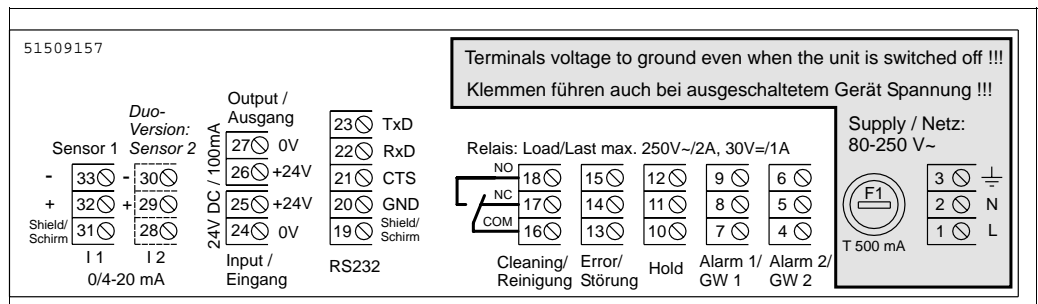 51509157
Terminals voltage to ground even when the unit is switched off !!!
Klemmen führen auch bei ausgeschaltetem Gerät Spannung !!!
Supply / Netz:
80-250 V~
F1
T 500 mA
3
2 N
1 L
Sensor 1
- 33
+ 32
Shield/
Schirm
31
I 1
Duo-
Version:
Sensor 2
- 30
+ 29
28
I 2
0/4-20 mA
24V DC / 100mA
Output /
Ausgang
27 0V
26 +24V
25 +24V
24 0V
Input /
Eingang
23 TxD
22 RxD
21 CTS
20 GND
19 Shield/
Schirm
RS232
Relais: Load/Last max. 250V~/2A, 30V=/1A
NO 18 15 12 9 6
NC 17 14 11 8 5
COM 16 13 10 7 4
Cleaning/
Reinigung
Error/
Störung
Hold
Alarm 1/
GW 1
Alarm 2/
GW 2